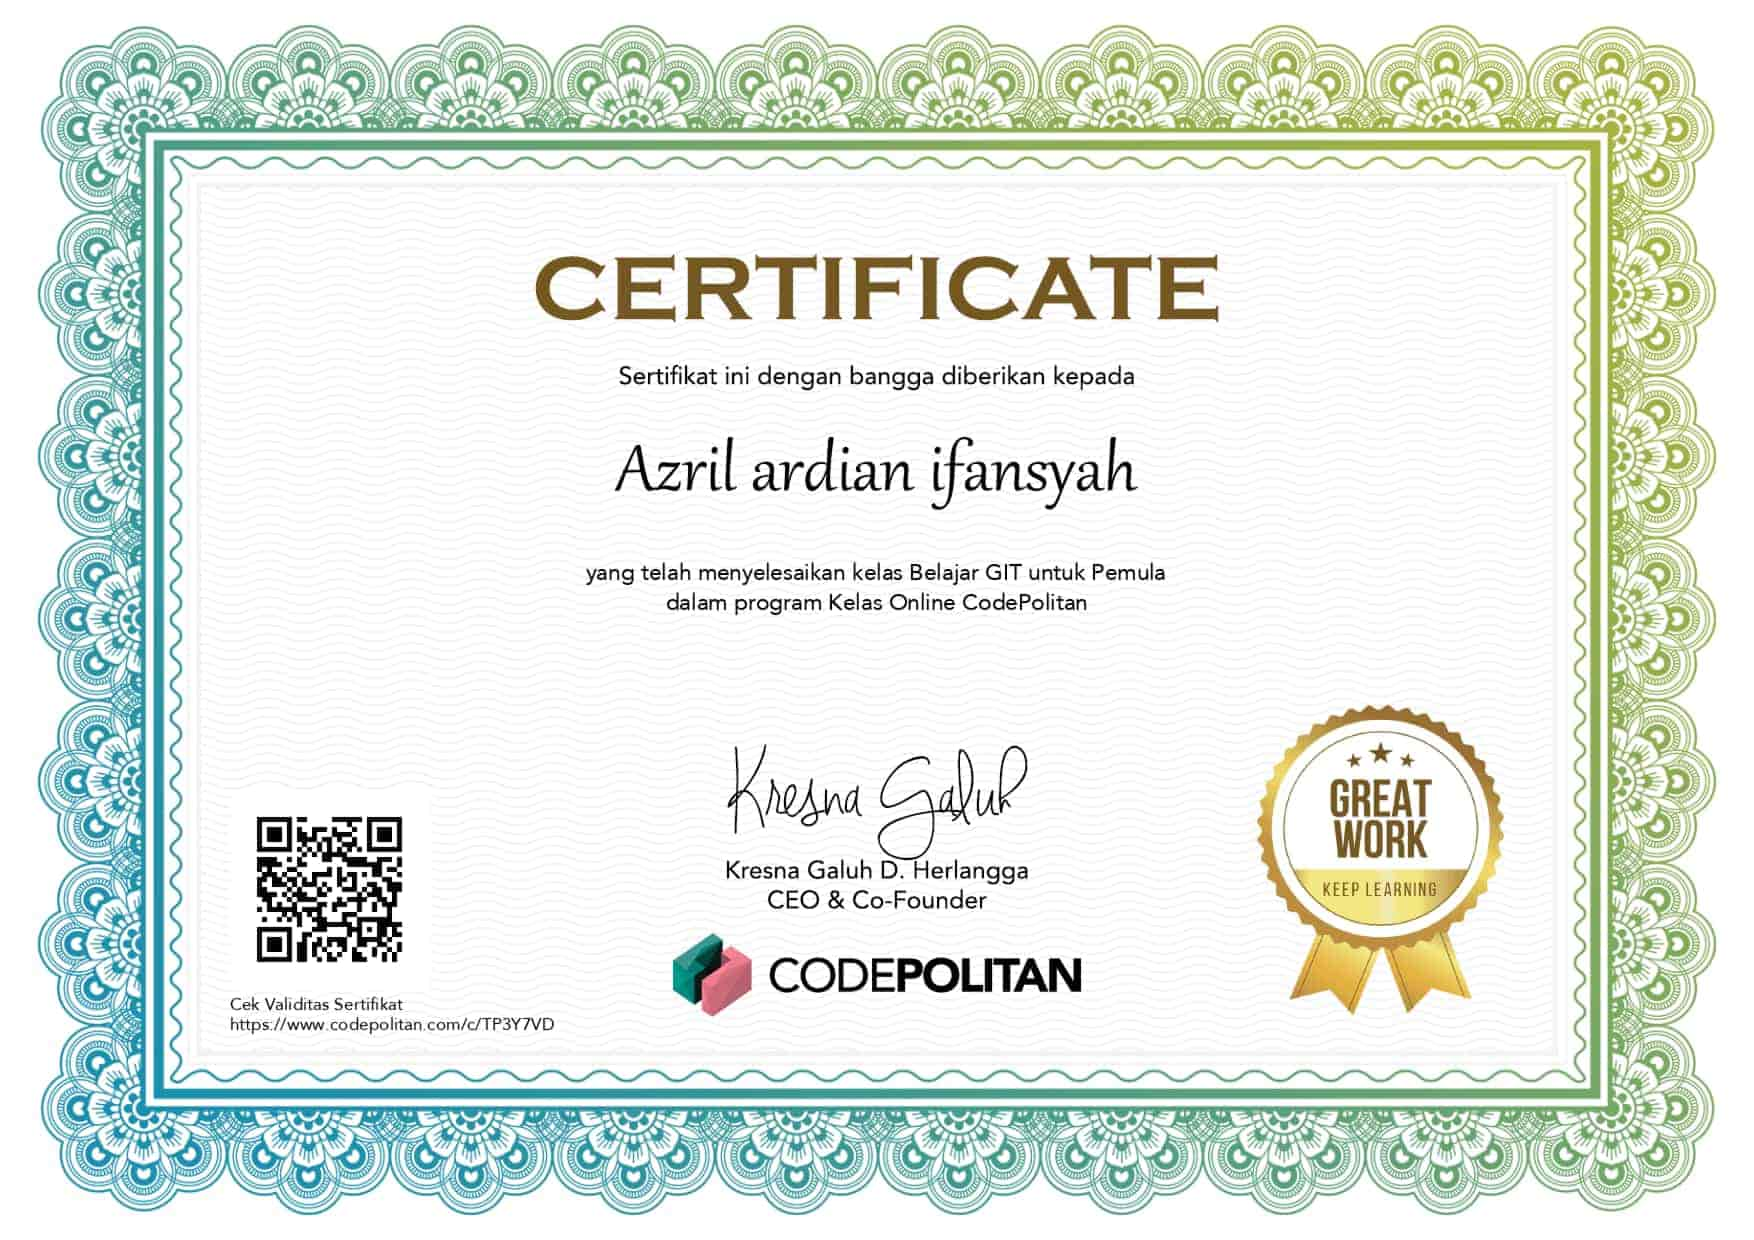 CERTIFICATE
Sertifikat ini dengan bangga diberikan kepada
Azril ardian ifansyah
yang telah menyelesaikan kelas Belajar GIT untuk Pemula
dalam program Kelas Online CodePolitan
Kresna Galuh
Kresna Galuh D. Herlangga
CEO & Co-Founder
CODEPOLITAN
GREAT
WORK
KEEP LEARNING
Cek Validitas Sertifikat
https://www.codepolitan.com/c/TP3Y7VD